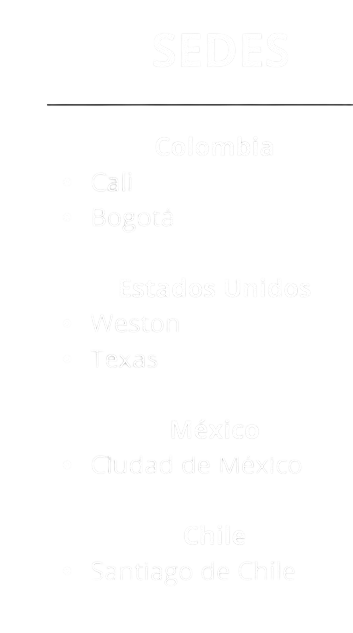 SEDES
Colombia
Cali
Bogotá
Estados Unidos
Weston
Texas
México
Ciudad de México
Chile
Santiago de Chile